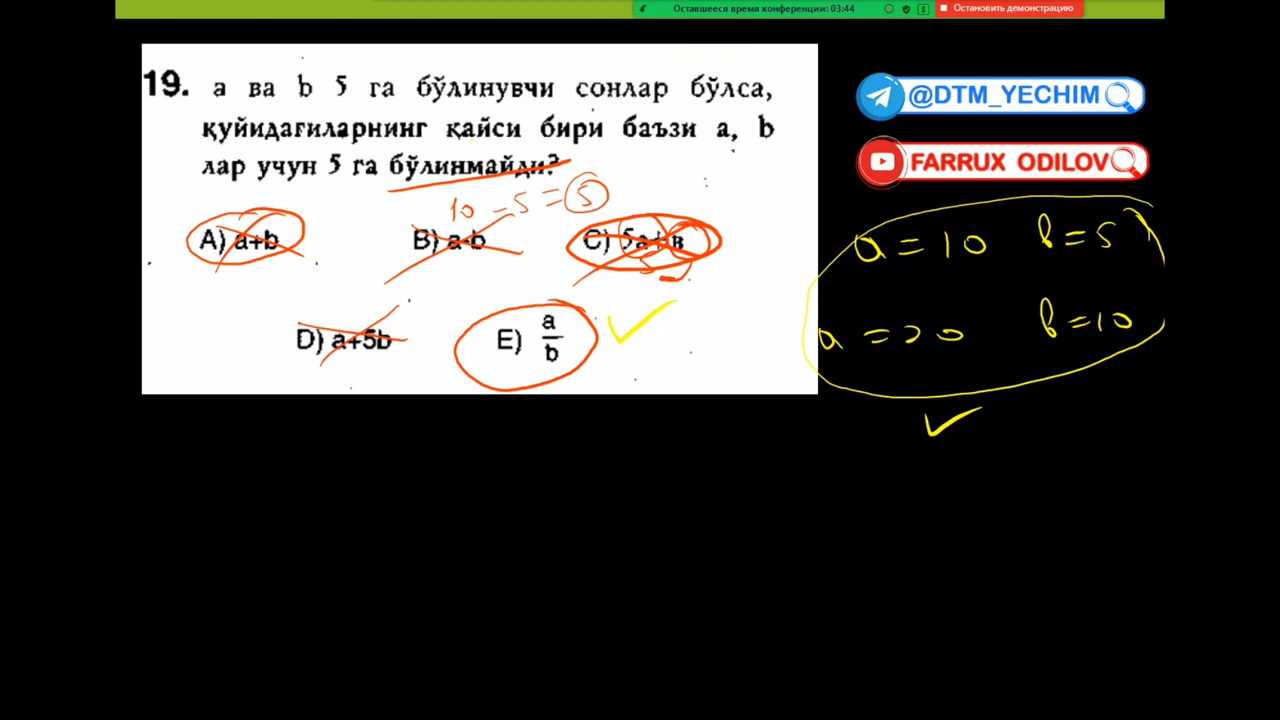 Оставшееся время конференции: 03:44
Остановить демонстрацию
19. a ва b 5 га бўлинувчи сонлар бўлса,
қуйидагиларнинг қайси бири баъзи a, b
лар учун 5 га бўлинмайди?
10 - 5 = 5
A) a+b B) a-b C) 5a+в
D) a+5b E) a/b
@DTM_YECHIM
FARRUX ODILOV
a = 10 b = 5
a = 20 b = 10